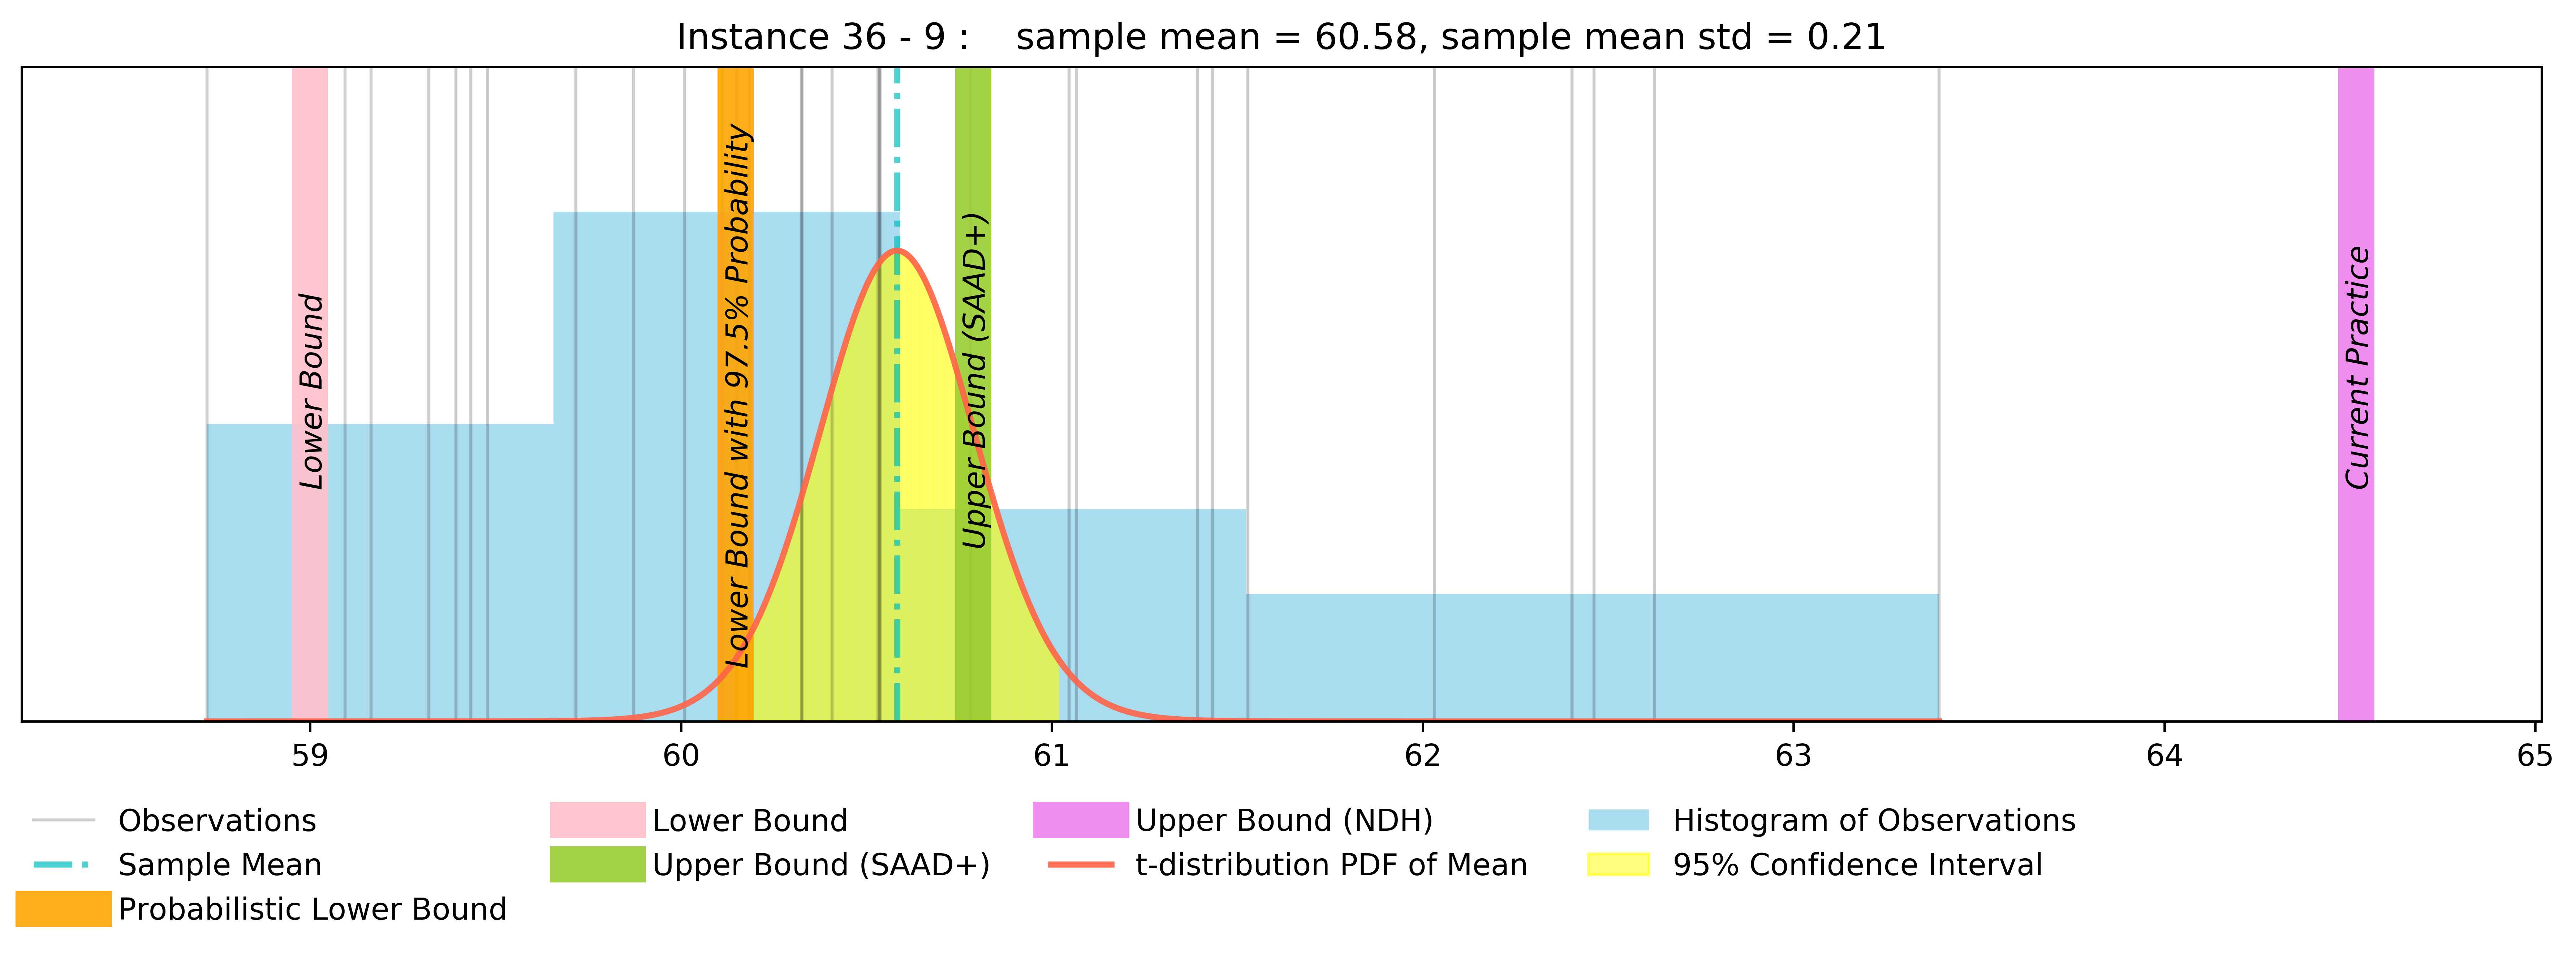 Instance 36 - 9 :    sample mean = 60.58, sample mean std = 0.21
Lower Bound
Lower Bound with 97.5% Probability
Upper Bound (SAAD+)
Current Practice
59 60 61 62 63 64 65
Observations
Sample Mean
Probabilistic Lower Bound
Lower Bound
Upper Bound (SAAD+)
Upper Bound (NDH)
t-distribution PDF of Mean
Histogram of Observations
95% Confidence Interval